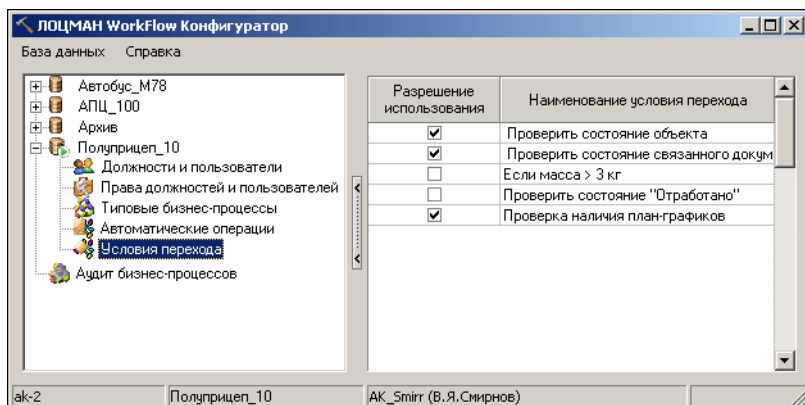 ЛОЦМАН WorkFlow Конфигуратор
База данных Справка
Автобус_М78
АПЦ_100
Архив
Полуприцеп_10
Должности и пользователи
Права должностей и пользователей
Типовые бизнес-процессы
Автоматические операции
Условия перехода
Аудит бизнес-процессов
Разрешение использования
Наименование условия перехода
Проверить состояние объекта
Проверить состояние связанного докум
Если масса > 3 кг
Проверить состояние "Отработано"
Проверка наличия план-графиков
ak-2 Полуприцеп_10 AK_Smirr (В.Я.Смирнов)